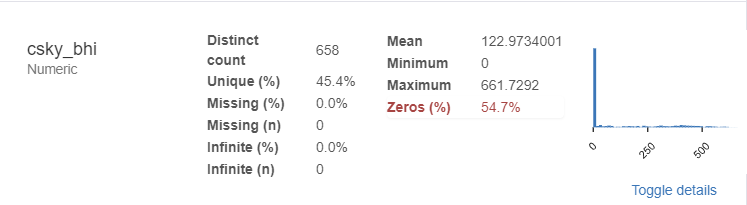 csky_bhi
Numeric
Distinct count 658
Unique (%) 45.4%
Missing (%) 0.0%
Missing (n) 0
Infinite (%) 0.0%
Infinite (n) 0
Mean 122.9734001
Minimum 0
Maximum 661.7292
Zeros (%) 54.7%
0 250 500
Toggle details